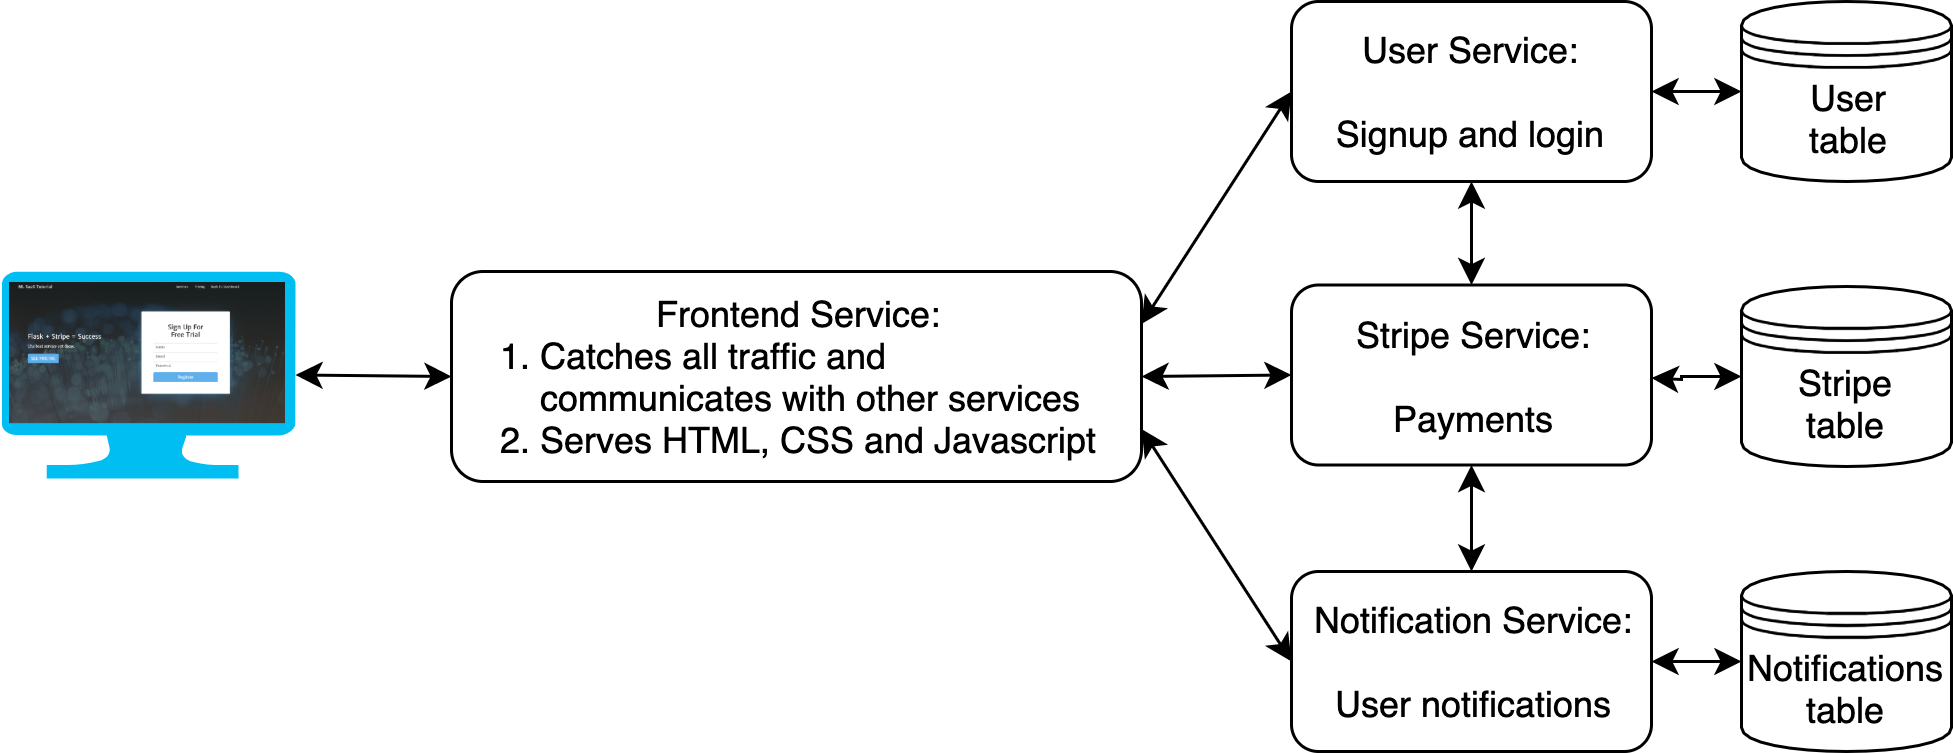 User Service:
Signup and login
User
table
ML SaaS Tutorial
Flask + Stripe = Success
Sign Up For
Free Trial
Register
Frontend Service:
1. Catches all traffic and
communicates with other services
2. Serves HTML, CSS and Javascript
Stripe Service:
Payments
Stripe
table
Notification Service:
User notifications
Notifications
table